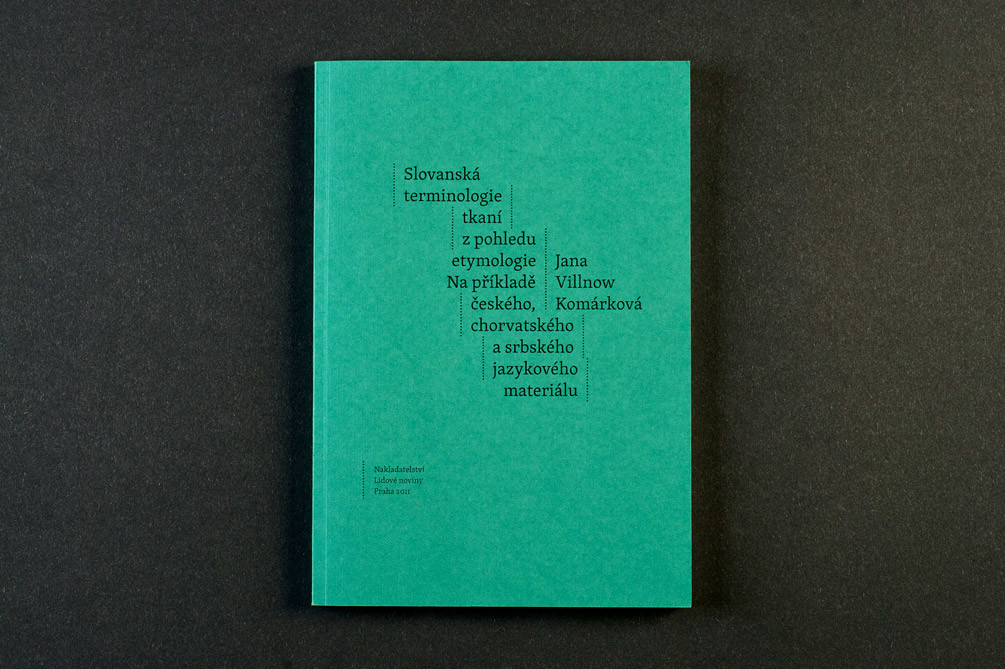 Slovanská
terminologie
tkaní
z pohledu
etymologie
Na příkladě
českého,
chorvatského
a srbského
jazykového
materiálu
Jana
Villnow
Komárková
Nakladatelství
Lidové noviny
Praha 2011